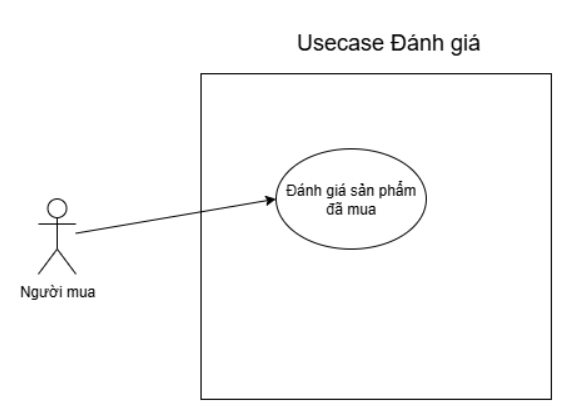 Usecase Đánh giá
Đánh giá sản phẩm
đã mua
Người mua